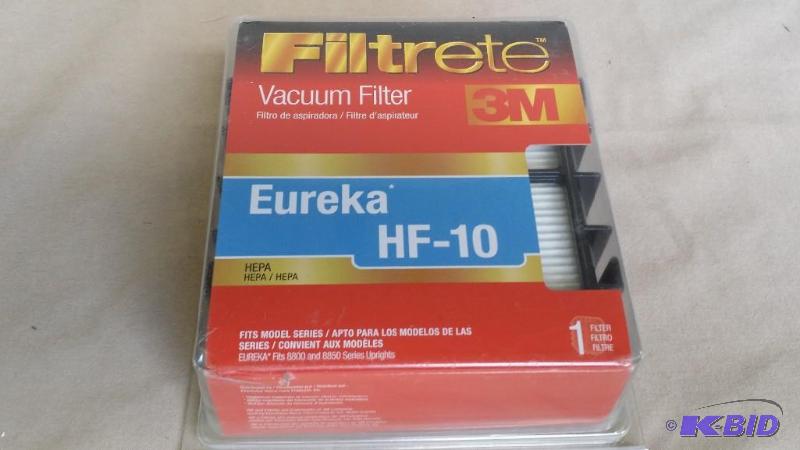 Filtrete™
Vacuum Filter
3M
Filtro de aspiradora / Filtre d'aspirateur
Eureka*
HF-10
HEPA
HEPA / HEPA
FITS MODEL SERIES / APTO PARA LOS MODELOS DE LAS
SERIES / CONVIENT AUX MODÈLES
EUREKA* Fits 8800 and 8850 Series Uprights
1 FILTER
FILTRO
FILTRE
© K-BID